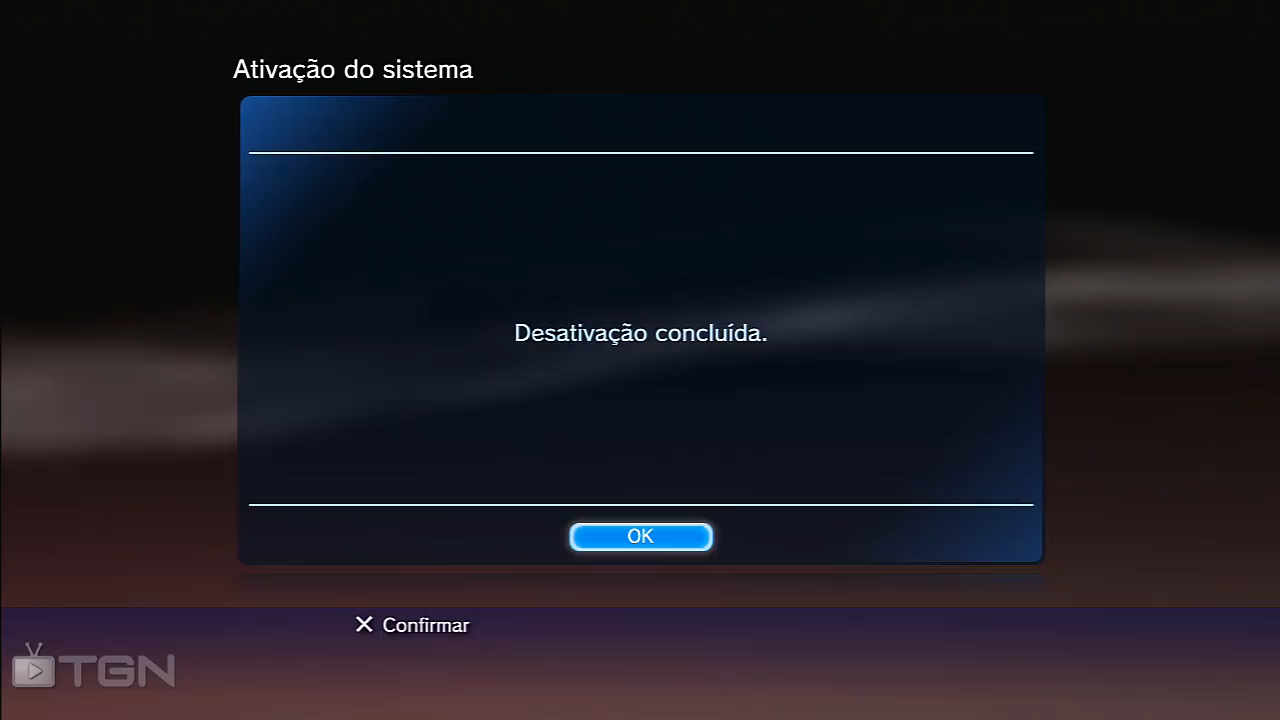 Ativação do sistema
Desativação concluída.
OK
Confirmar
TGN